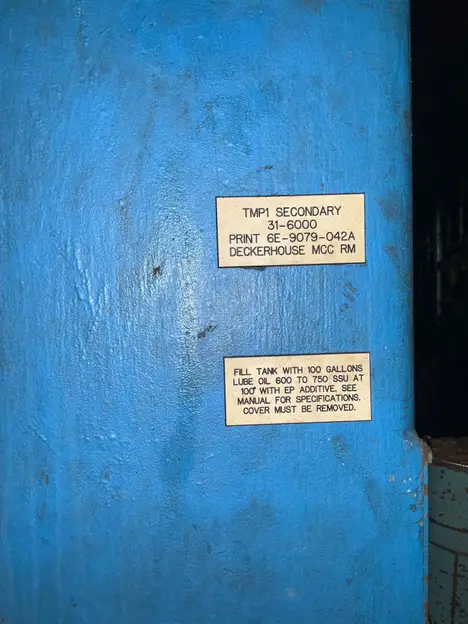 TMP1 SECONDARY
31-6000
PRINT 6E-9079-042A
DECKERHOUSE MCC RM
FILL TANK WITH 100 GALLONS
LUBE OIL 600 TO 750 SSU AT
100° WITH EP ADDITIVE. SEE
MANUAL FOR SPECIFICATIONS.
COVER MUST BE REMOVED.